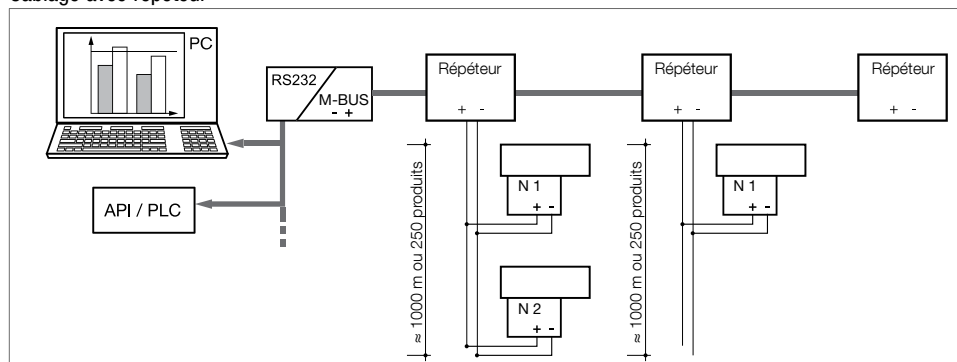 Câblage avec répéteur
PC
RS232
M-BUS
- +
API / PLC
Répéteur
+ -
Répéteur
+ -
Répéteur
+ -
≈ 1000 m ou 250 produits
N 1
+ -
N 2
+ -
≈ 1000 m ou 250 produits
N 1
+ -